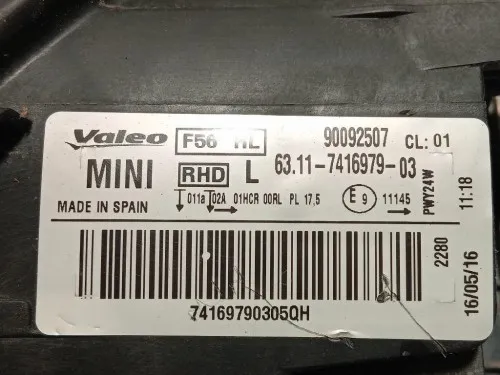 Valeo F56 HL 90092507 CL: 01
MINI RHD L 63.11-7416979-03
MADE IN SPAIN 011a 02A 01HCR 00RL PL 17,5 E 9 11145
PWY24W 11:18
2280 16/05/16
74169790305QH